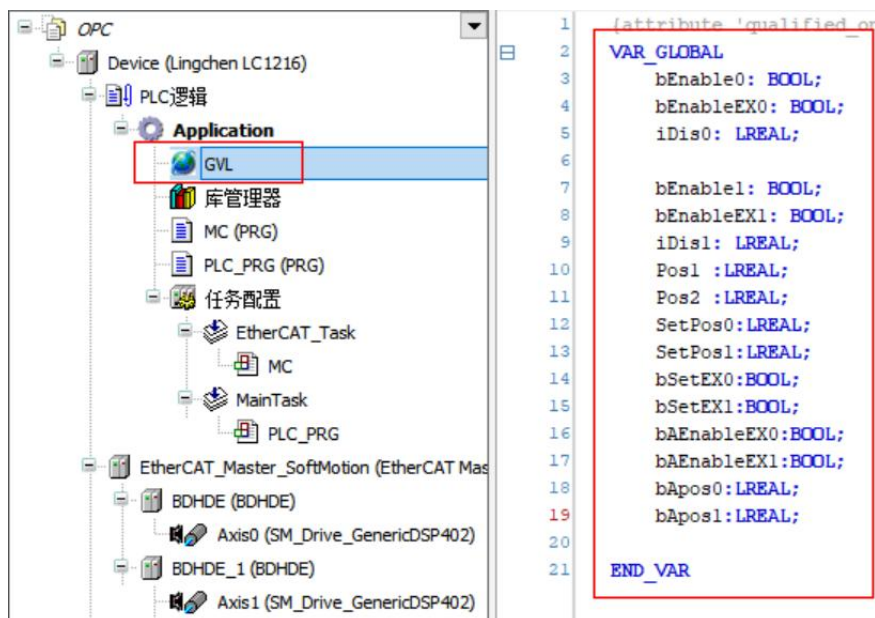 OPC
Device (Lingchen LC1216)
PLC逻辑
Application
GVL
库管理器
MC (PRG)
PLC_PRG (PRG)
任务配置
EtherCAT_Task
MC
MainTask
PLC_PRG
EtherCAT_Master_SoftMotion (EtherCAT Mas
BDHDE (BDHDE)
Axis0 (SM_Drive_GenericDSP402)
BDHDE_1 (BDHDE)
Axis1 (SM_Drive_GenericDSP402)
1 {attribute 'qualified_on
2 VAR_GLOBAL
3 bEnable0: BOOL;
4 bEnableEX0: BOOL;
5 iDis0: LREAL;
6
7 bEnable1: BOOL;
8 bEnableEX1: BOOL;
9 iDis1: LREAL;
10 Pos1 :LREAL;
11 Pos2 :LREAL;
12 SetPos0:LREAL;
13 SetPos1:LREAL;
14 bSetEX0:BOOL;
15 bSetEX1:BOOL;
16 bAEnableEX0:BOOL;
17 bAEnableEX1:BOOL;
18 bApos0:LREAL;
19 bApos1:LREAL;
20
21 END_VAR